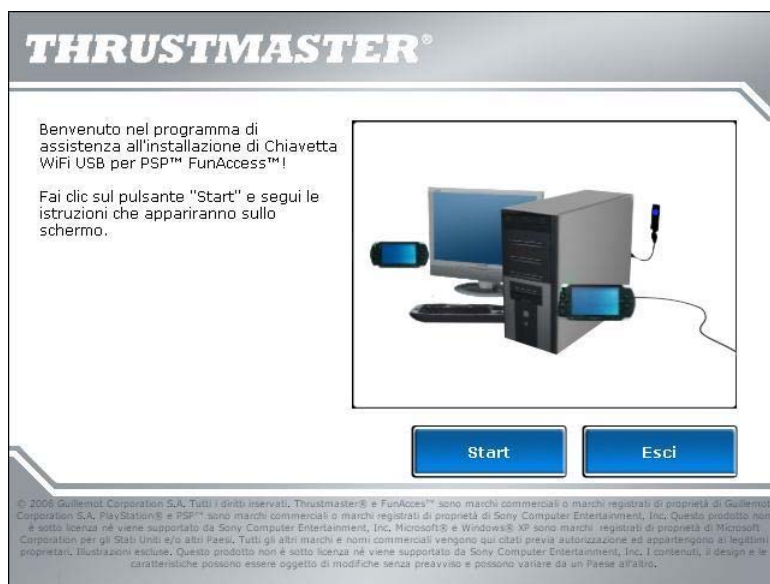 THRUSTMASTER®
Benvenuto nel programma di
assistenza all'installazione di Chiavetta
WiFi USB per PSP™ FunAccess™!
Fai clic sul pulsante "Start" e segui le
istruzioni che appariranno sullo
schermo.
Start
Esci
© 2006 Guillemot Corporation S.A. Tutti i diritti riservati. Thrustmaster® e FunAcces™ sono marchi commerciali o marchi registrati di proprietà di Guillemot
Corporation S.A. PlayStation® e PSP™ sono marchi commerciali o marchi registrati di proprietà di Sony Computer Entertainment, Inc. Questo prodotto non
è sotto licenza né viene supportato da Sony Computer Entertainment, Inc. Microsoft® e Windows® XP sono marchi registrati di proprietà di Microsoft
Corporation per gli Stati Uniti e/o altri Paesi. Tutti gli altri marchi e nomi commerciali vengono qui citati previa autorizzazione ed appartengono ai legittimi
proprietari. Illustrazioni escluse. Questo prodotto non è sotto licenza né viene supportato da Sony Computer Entertainment, Inc. I contenuti, il design e le
caratteristiche possono essere oggetto di modifiche senza preavviso e possono variare da un Paese all'altro.